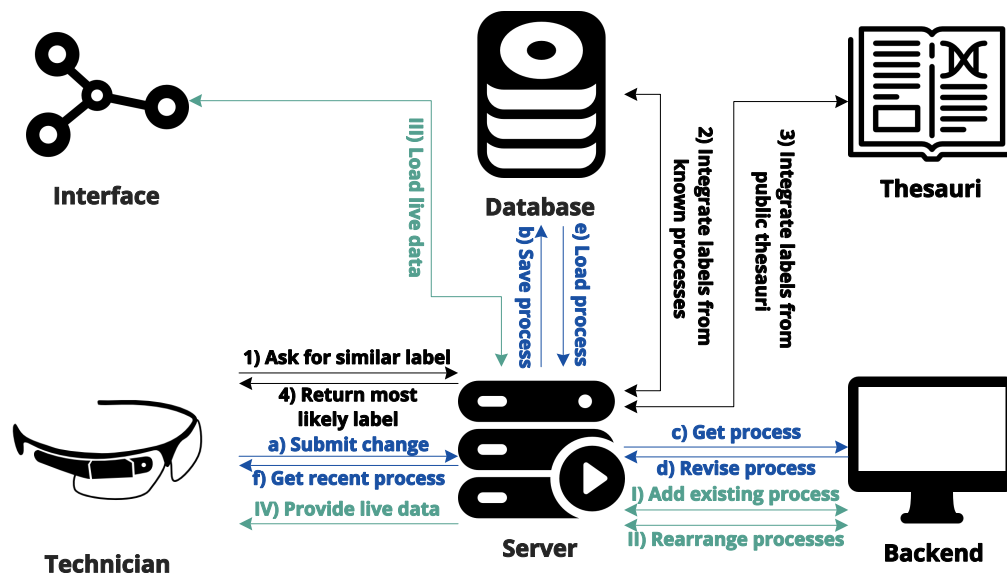 Interface
Database
Thesauri
III) Load live
data
b) Save process
e) Load process
2) Integrate labels from
known processes
3) Integrate labels from
public thesauri
1) Ask for similar label
4) Return most
likely label
a) Submit change
f) Get recent process
IV) Provide live data
c) Get process
d) Revise process
I) Add existing process
II) Rearrange processes
Technician
Server
Backend